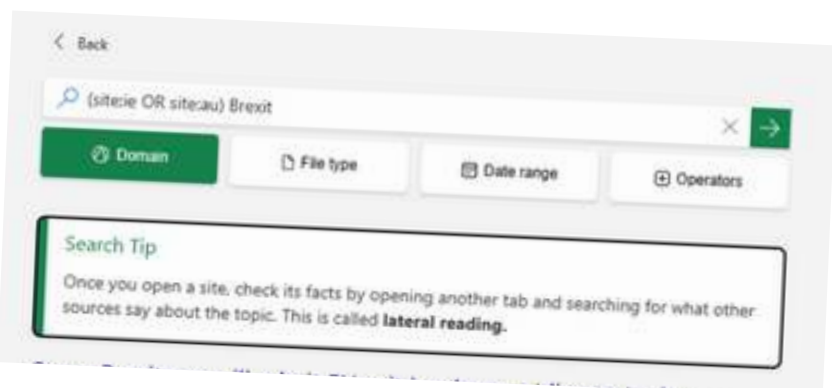 Back
(site:ie OR site:au) Brexit
Domain
File type
Date range
Operators
Search Tip
Once you open a site, check its facts by opening another tab and searching for what other
sources say about the topic. This is called lateral reading.